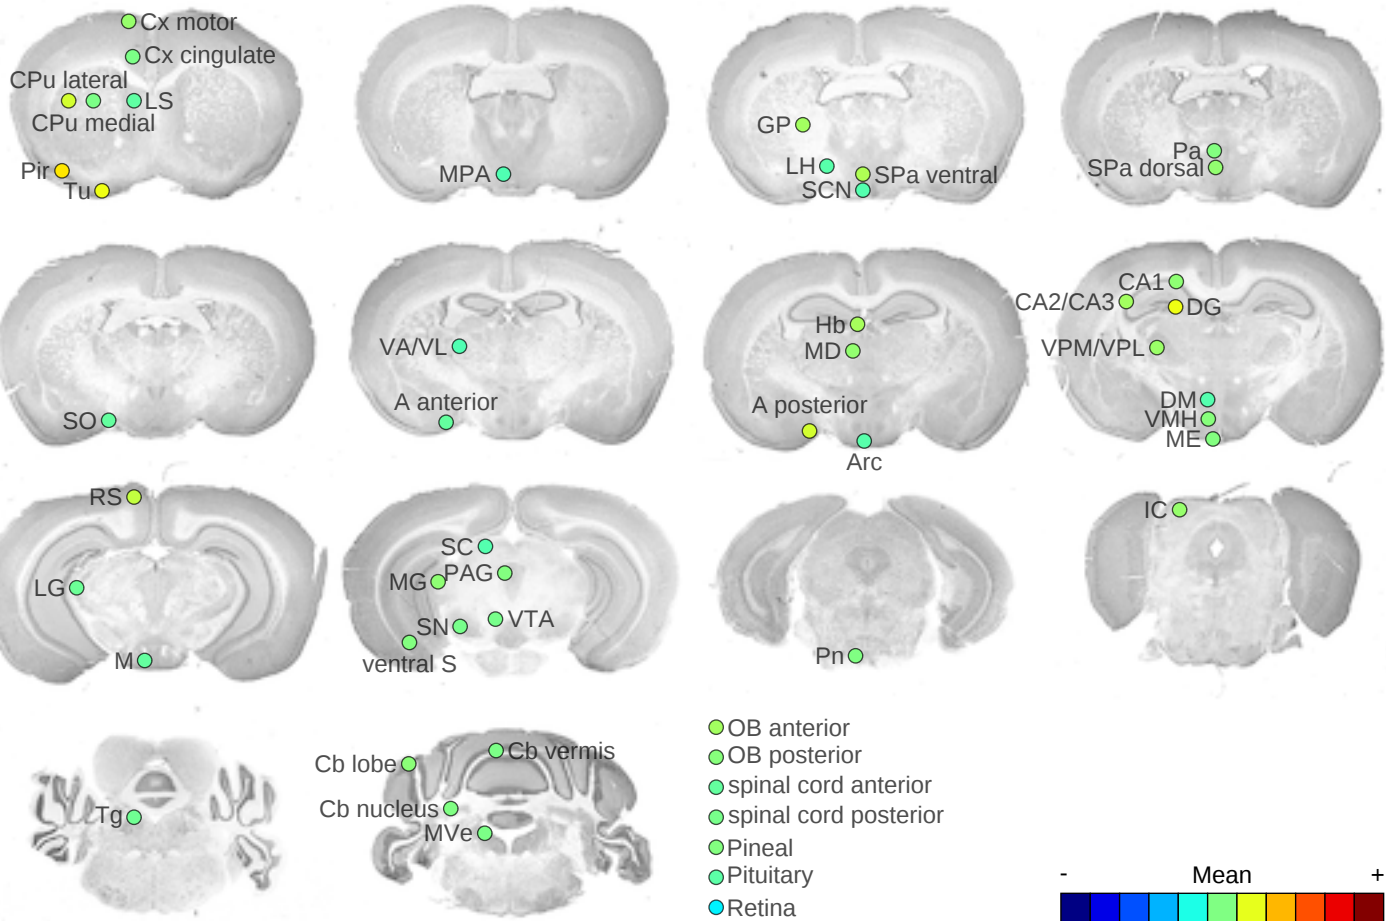 Cx motor
Cx cingulate
CPu lateral
LS
CPu medial
Pir
Tu
MPA
GP
LH
SPa ventral
SCN
Pa
SPa dorsal
SO
VA/VL
A anterior
Hb
MD
A posterior
Arc
CA1
CA2/CA3
DG
VPM/VPL
DM
VMH
ME
RS
LG
M
SC
MG
PAG
SN
VTA
ventral S
Pn
IC
Tg
Cb lobe
Cb vermis
Cb nucleus
MVe
OB anterior
OB posterior
spinal cord anterior
spinal cord posterior
Pineal
Pituitary
Retina
- Mean +